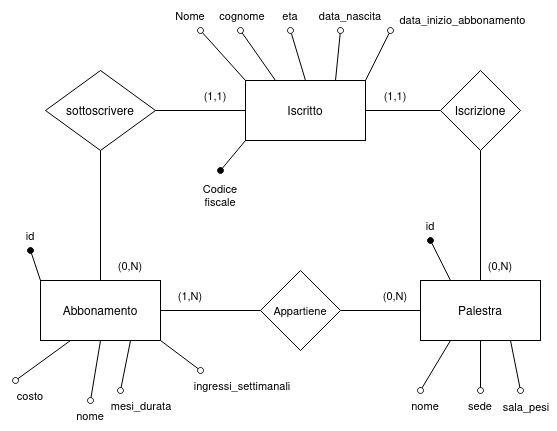 Nome cognome eta data_nascita data_inizio_abbonamento
sottoscrivere (1,1) Iscritto (1,1) Iscrizione
Codice
fiscale
id id
(0,N) (0,N)
Abbonamento (1,N) Appartiene (0,N) Palestra
costo nome mesi_durata ingressi_settimanali nome sede sala_pesi